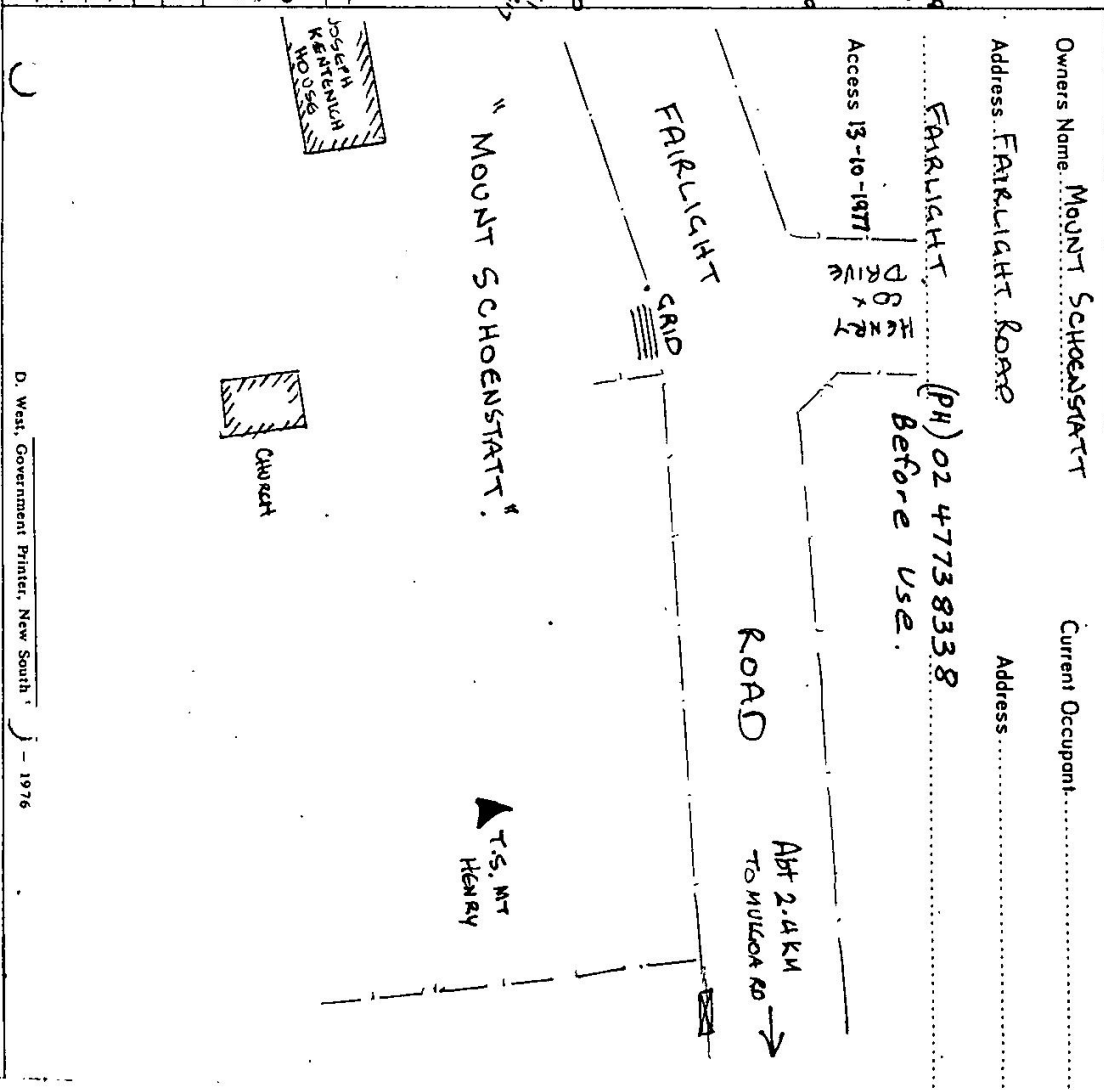 Owners Name MOUNT SCHOENSTATT
Current Occupant
Address FAIRLIGHT ROAD
Address
FAIRLIGHT
(PH) 02 47738338
Before Use.
Access 13-10-1977
HENRY
COX
DRIVE
FAIRLIGHT
ROAD
Abt 2.4KM
TO MULGOA RD
GRID
"MOUNT SCHOENSTATT."
T.S. MT
HENRY
JOSEPH
KENTENICH
HOUSE
CHURCH
D. West, Government Printer, New South
- 1976